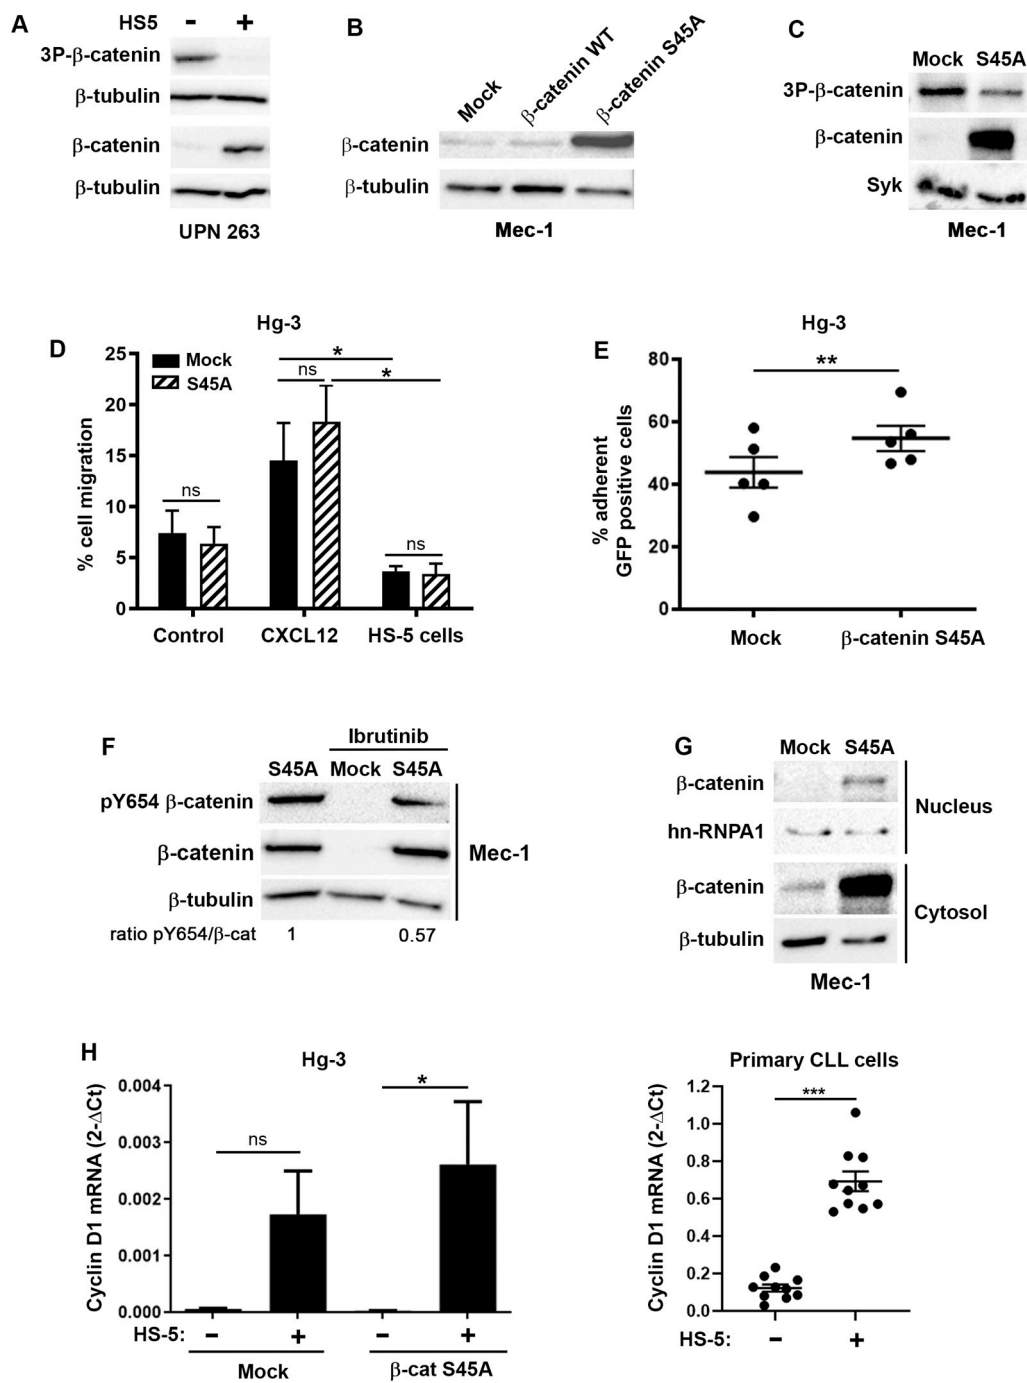 A
HS5 - +
3P-β-catenin
β-tubulin
β-catenin
β-tubulin
UPN 263
B
Mock
β-catenin WT
β-catenin S45A
β-catenin
β-tubulin
Mec-1
C
Mock S45A
3P-β-catenin
β-catenin
Syk
Mec-1
D
Hg-3
Mock
S45A
% cell migration
25
20
15
10
5
0
ns
ns
*
*
ns
Control CXCL12 HS-5 cells
E
Hg-3
% adherent
GFP positive cells
80
60
40
20
0
**
Mock β-catenin S45A
F
Ibrutinib
S45A Mock S45A
pY654 β-catenin
β-catenin
β-tubulin
ratio pY654/β-cat 1 0.57
Mec-1
G
Mock S45A
β-catenin
hn-RNPA1
Nucleus
β-catenin
β-tubulin
Cytosol
Mec-1
H
Hg-3
Cyclin D1 mRNA (2-ΔCt)
0.004
0.003
0.002
0.001
0.000
ns
*
HS-5: - + - +
Mock β-cat S45A
Primary CLL cells
Cyclin D1 mRNA (2-ΔCt)
1.2
1.0
0.8
0.6
0.4
0.2
0.0
***
HS-5: - +